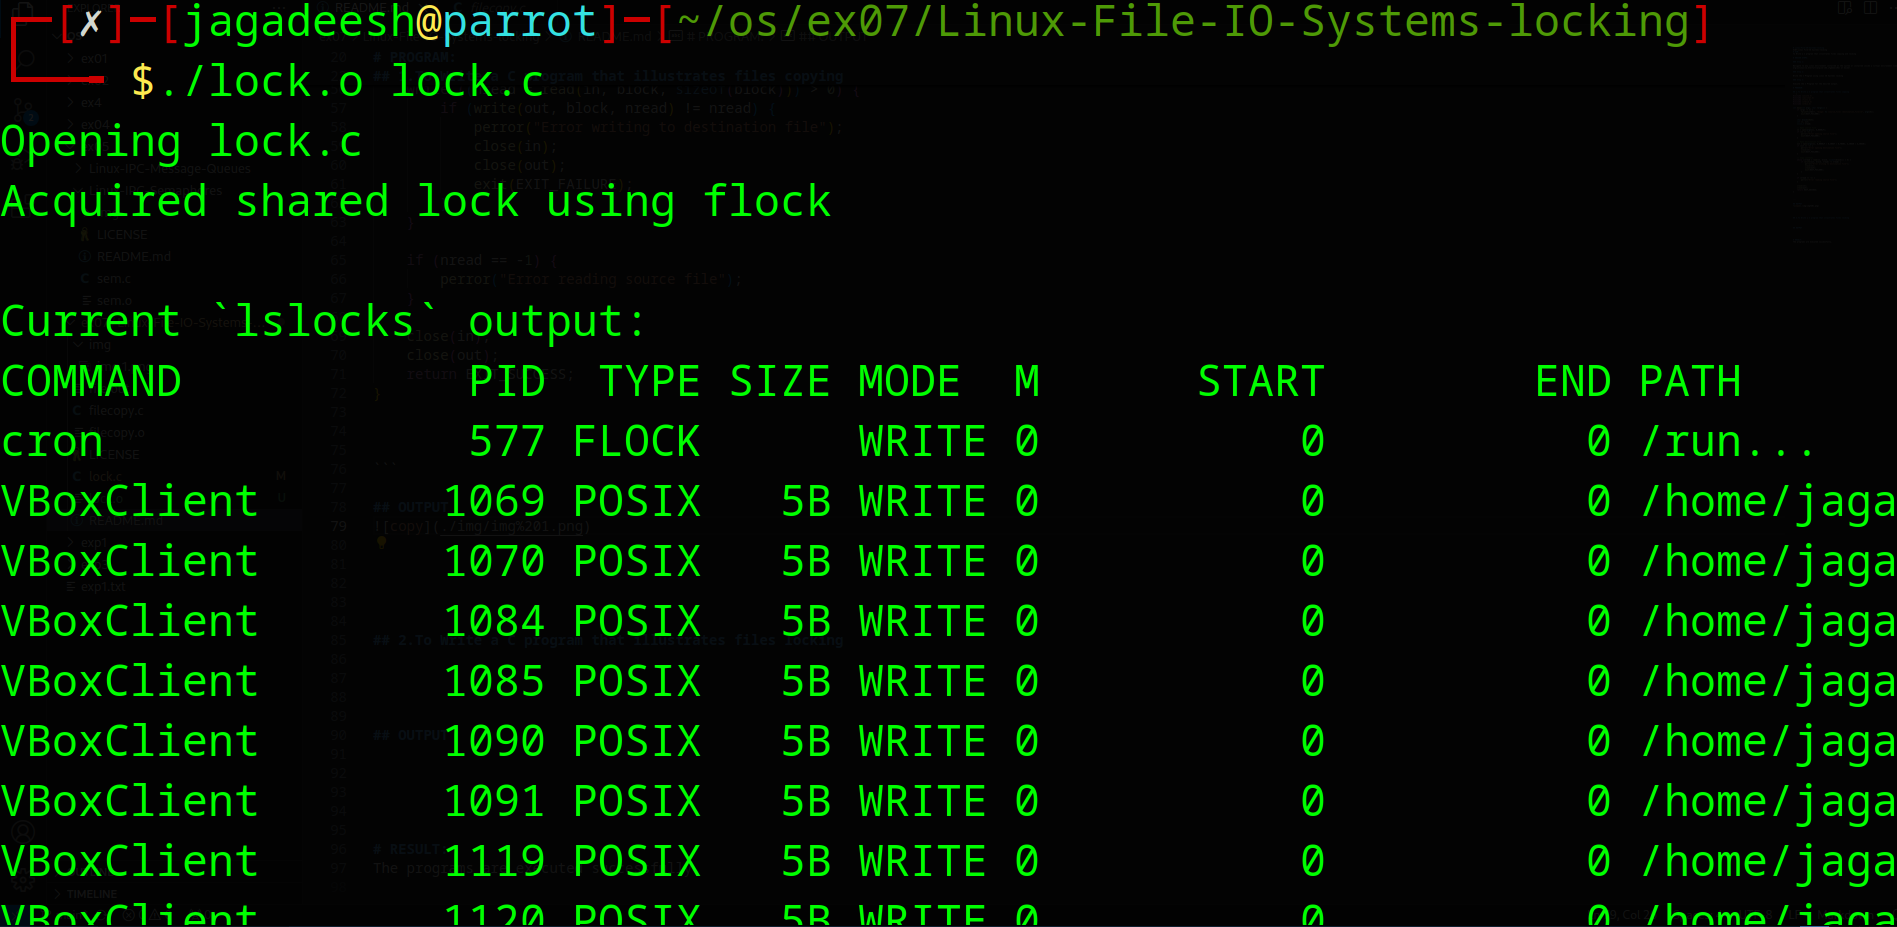 ┌─[✗]─[jagadeesh@parrot]─[~/os/ex07/Linux-File-IO-Systems-locking]
└──╼ $./lock.o lock.c
Opening lock.c
Acquired shared lock using flock

Current `lslocks` output:
COMMAND PID TYPE SIZE MODE M START END PATH
cron 577 FLOCK WRITE 0 0 0 /run...
VBoxClient 1069 POSIX 5B WRITE 0 0 0 /home/jaga
VBoxClient 1070 POSIX 5B WRITE 0 0 0 /home/jaga
VBoxClient 1084 POSIX 5B WRITE 0 0 0 /home/jaga
VBoxClient 1085 POSIX 5B WRITE 0 0 0 /home/jaga
VBoxClient 1090 POSIX 5B WRITE 0 0 0 /home/jaga
VBoxClient 1091 POSIX 5B WRITE 0 0 0 /home/jaga
VBoxClient 1119 POSIX 5B WRITE 0 0 0 /home/jaga
VBoxClient 1120 POSIX 5B WRITE 0 0 0 /home/jaga